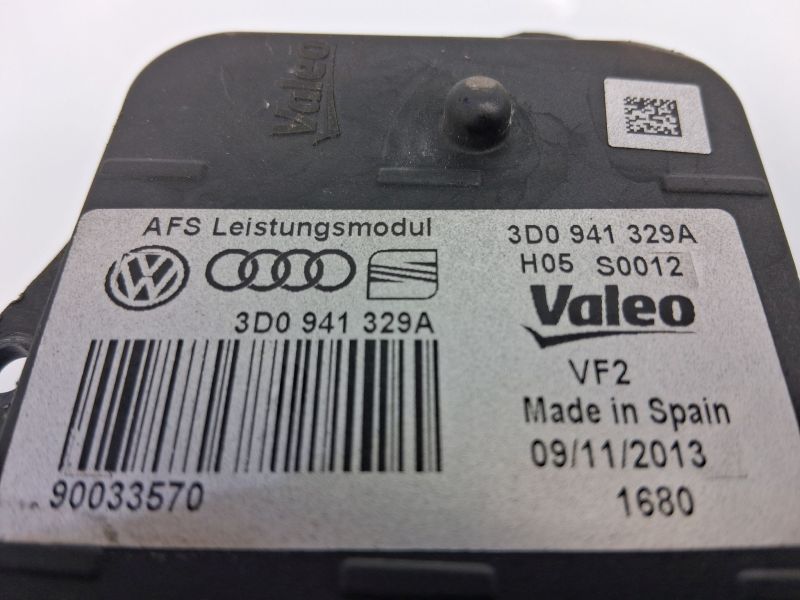 Valeo
AFS Leistungsmodul
3D0 941 329A
90033570
3D0 941 329A
H05 S0012
Valeo
VF2
Made in Spain
09/11/2013
1680